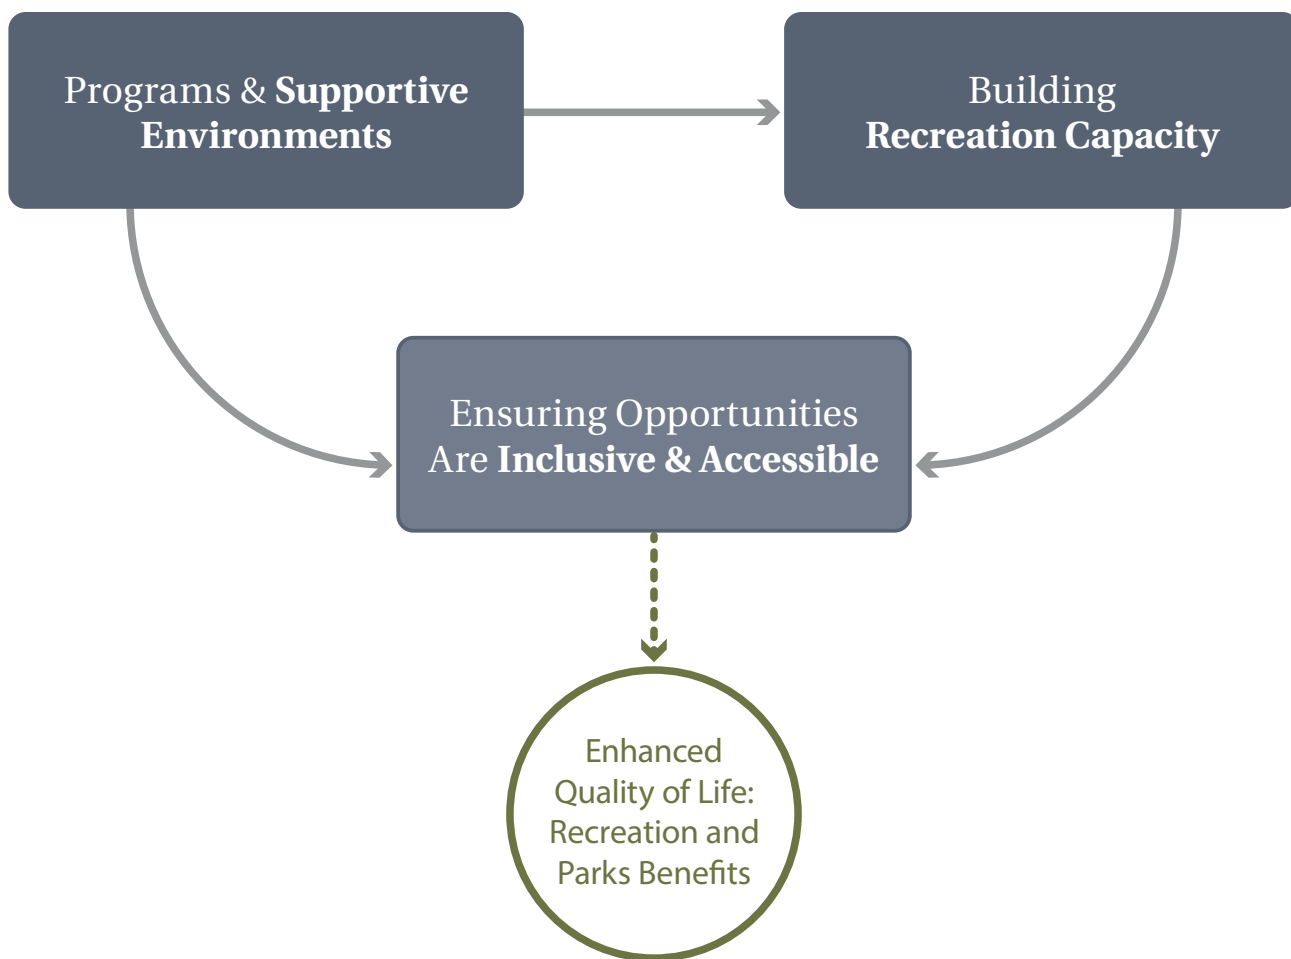 Programs & Supportive
Environments
Building
Recreation Capacity
Ensuring Opportunities
Are Inclusive & Accessible
Enhanced
Quality of Life:
Recreation and
Parks Benefits